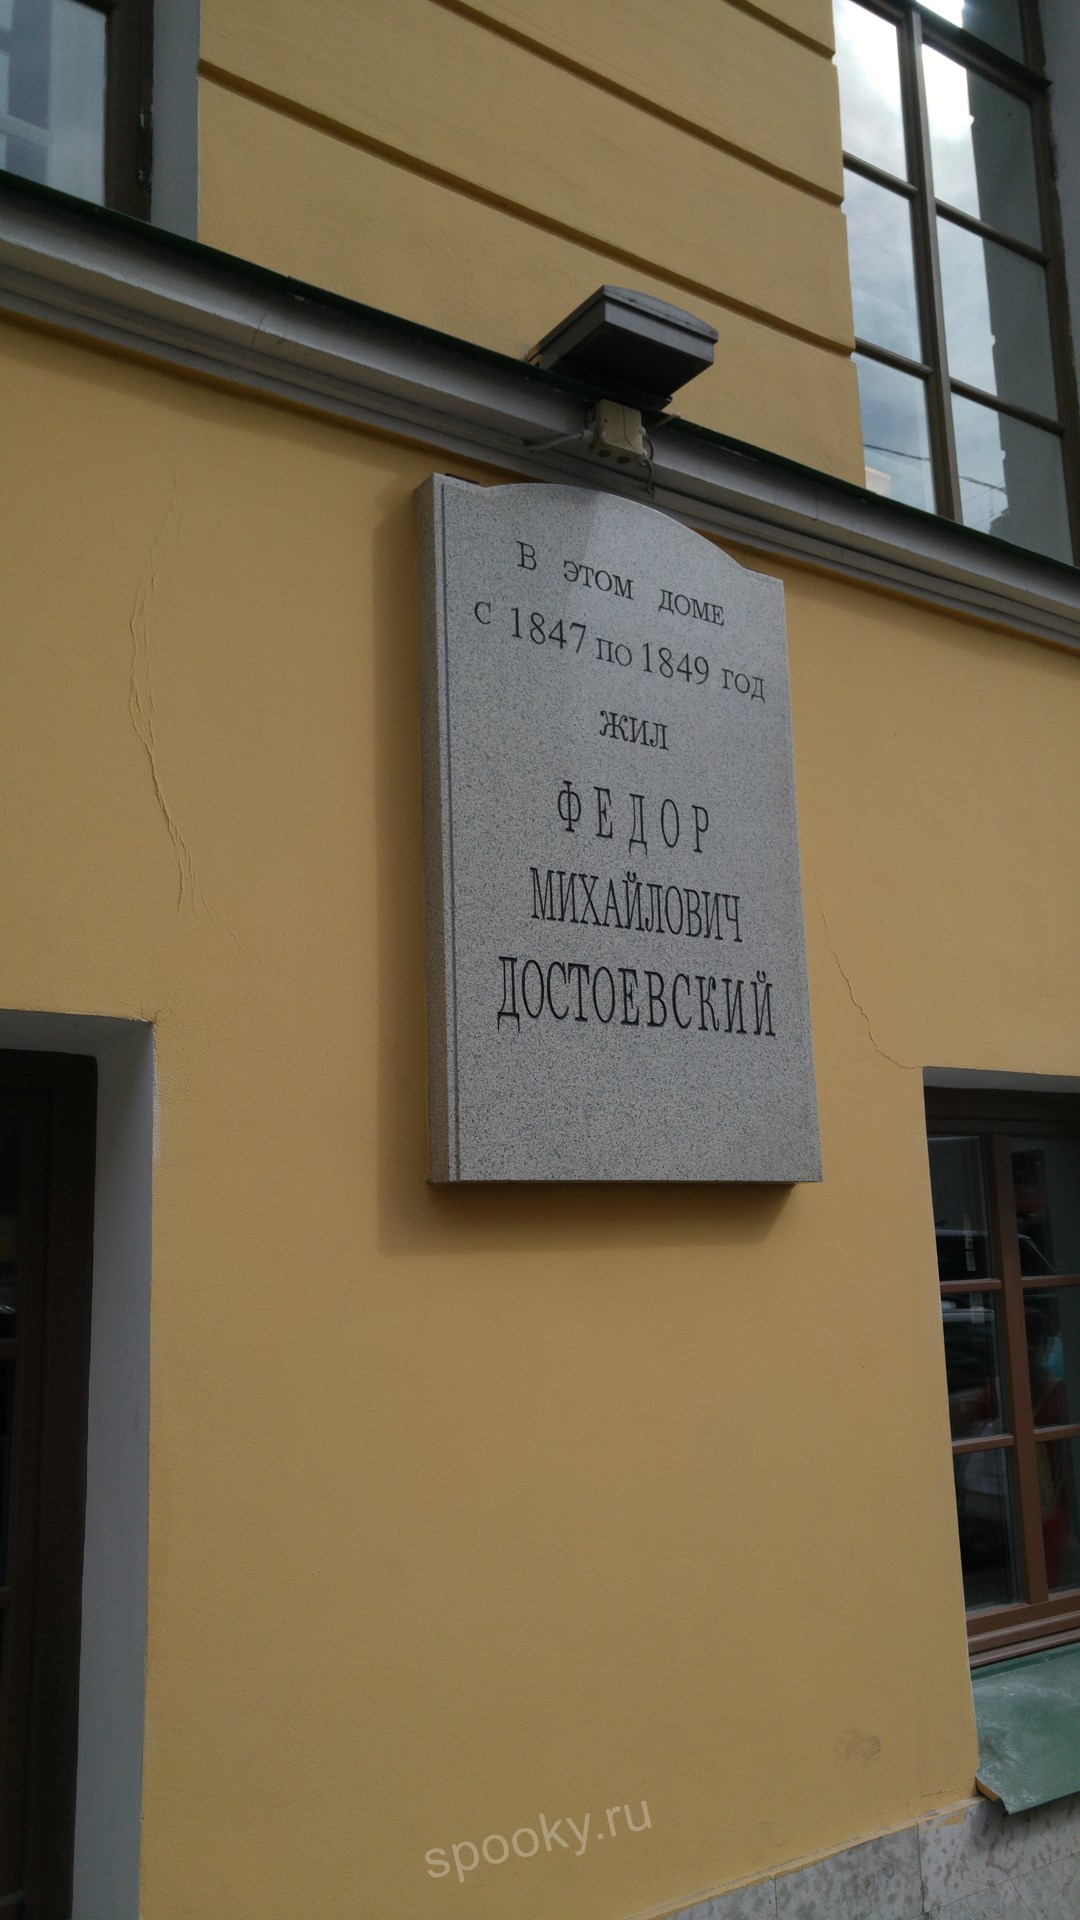 В ЭТОМ ДОМЕ
С 1847 ПО 1849 ГОД
ЖИЛ
ФЕДОР
МИХАЙЛОВИЧ
ДОСТОЕВСКИЙ
spooky.ru